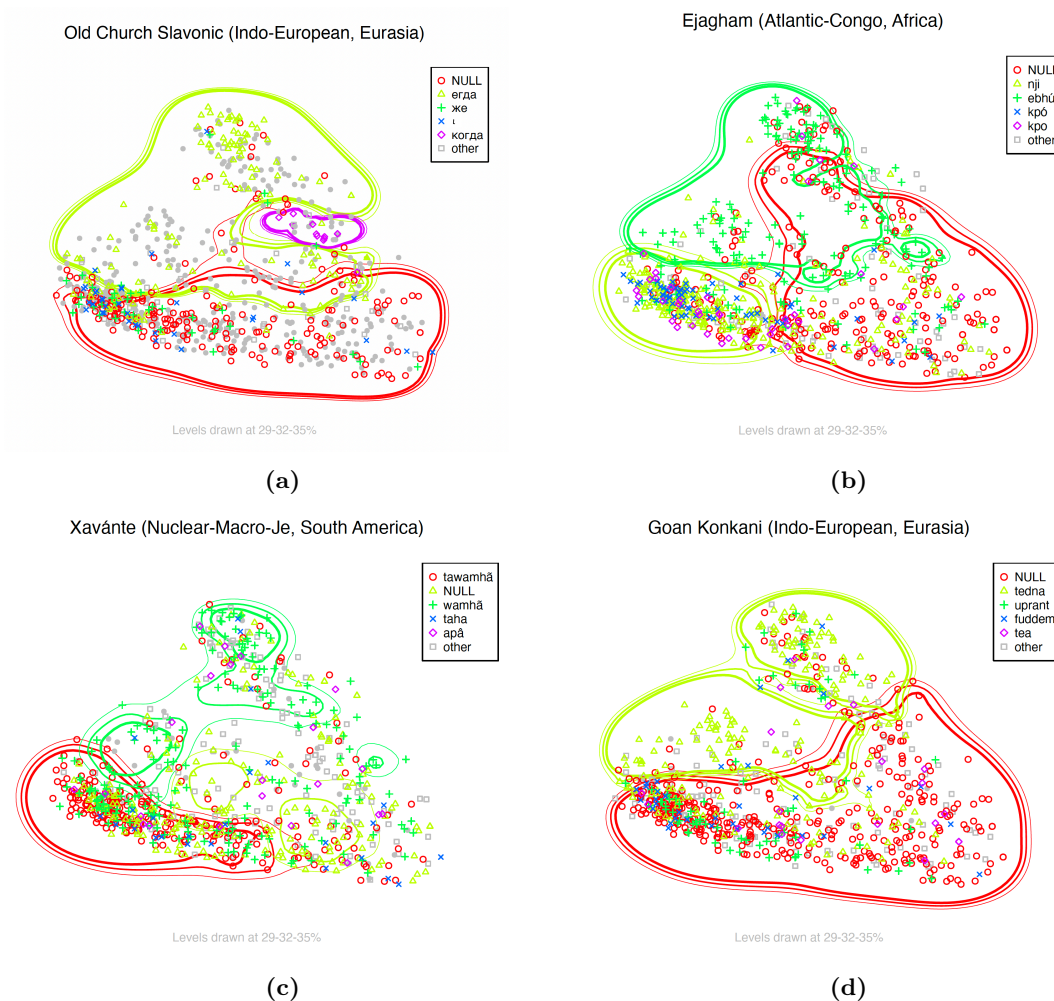 Old Church Slavonic (Indo-European, Eurasia)
NULL
егда
же
ι
когда
other
Levels drawn at 29-32-35%
(a)
Ejagham (Atlantic-Congo, Africa)
NULL
nji
ebhú
kpó
kpo
other
Levels drawn at 29-32-35%
(b)
Xavánte (Nuclear-Macro-Je, South America)
tawamhã
NULL
wamhã
taha
apâ
other
Levels drawn at 29-32-35%
(c)
Goan Konkani (Indo-European, Eurasia)
NULL
tedna
uprant
fuddem
tea
other
Levels drawn at 29-32-35%
(d)